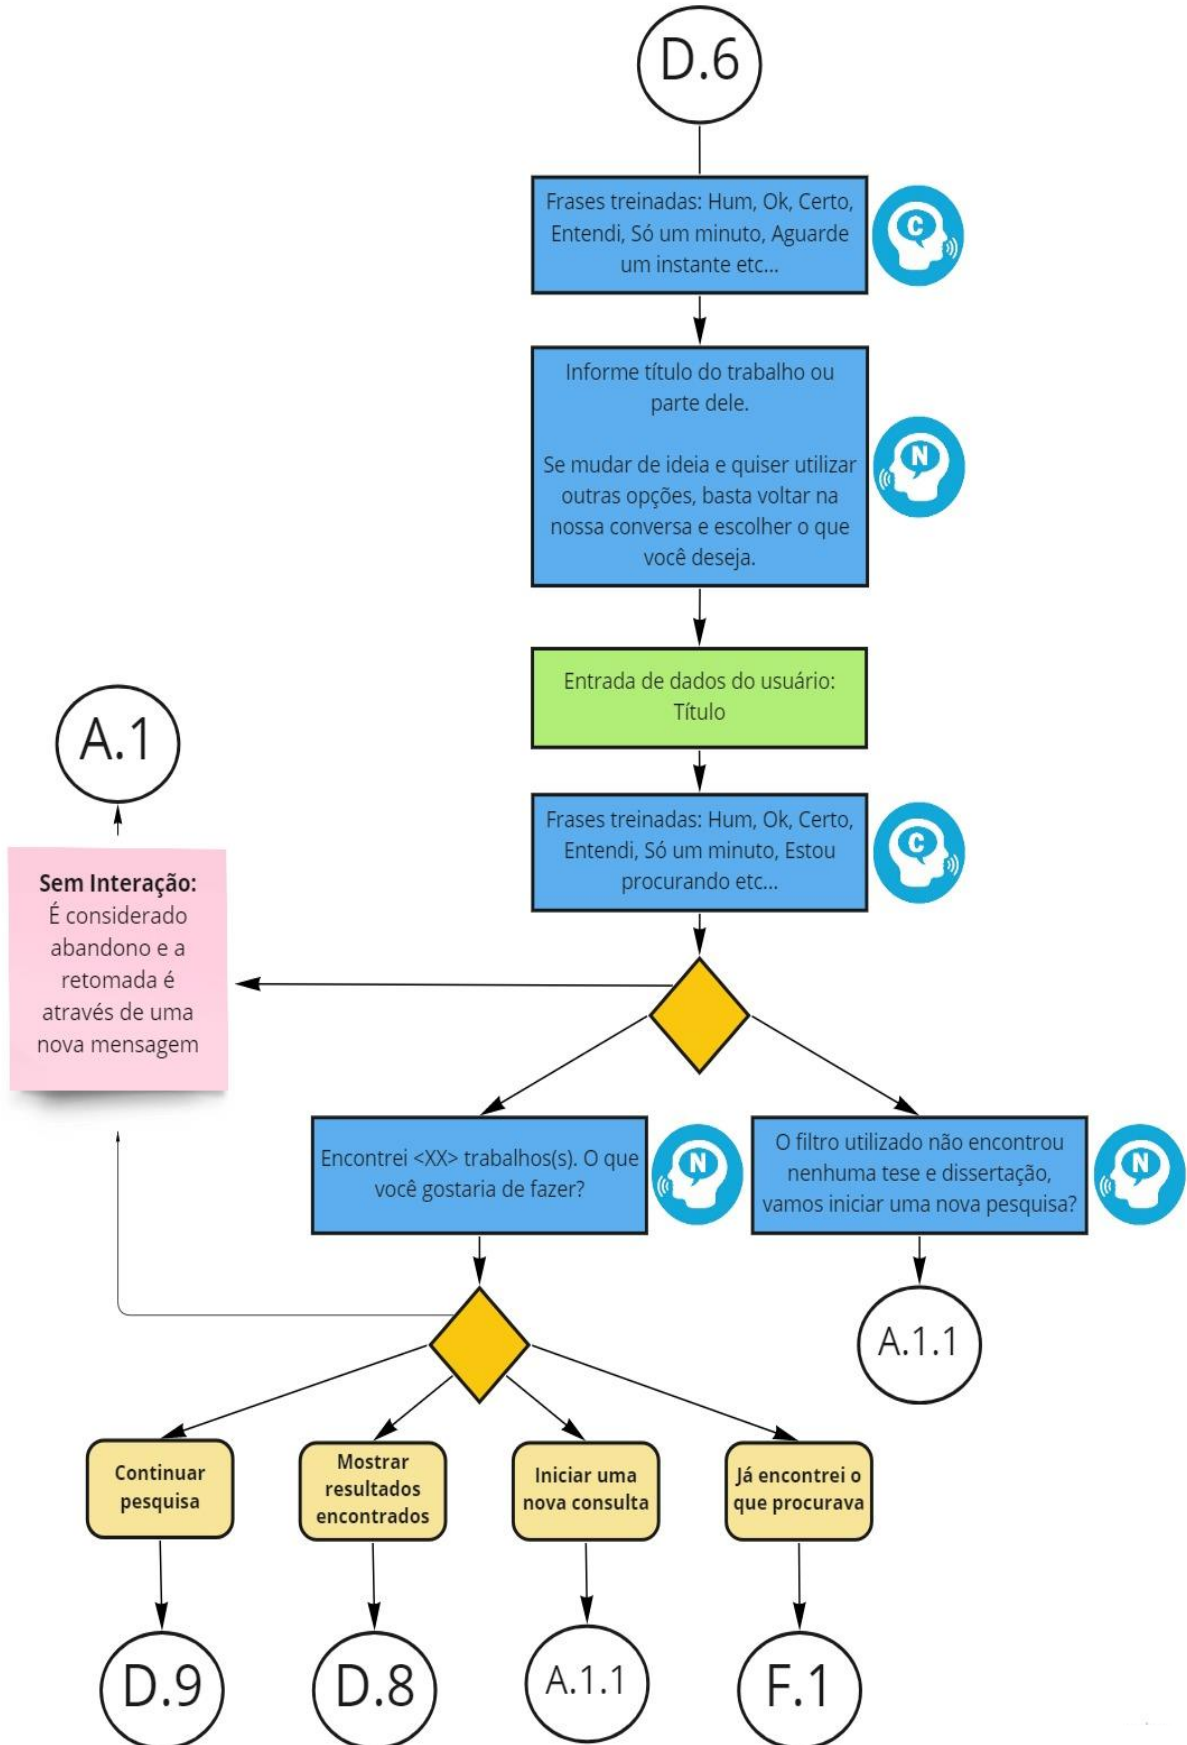 D.6
Frases treinadas: Hum, Ok, Certo,
Entendi, Só um minuto, Aguarde
um instante etc...
C
Informe título do trabalho ou
parte dele.
Se mudar de ideia e quiser utilizar
outras opções, basta voltar na
nossa conversa e escolher o que
você deseja.
N
Entrada de dados do usuário:
Título
A.1
Frases treinadas: Hum, Ok, Certo,
Entendi, Só um minuto, Estou
procurando etc...
C
Sem Interação:
É considerado
abandono e a
retomada é
através de uma
nova mensagem
Encontrei <XX> trabalhos(s). O que
você gostaria de fazer?
N
O filtro utilizado não encontrou
nenhuma tese e dissertação,
vamos iniciar uma nova pesquisa?
N
A.1.1
Continuar
pesquisa
Mostrar
resultados
encontrados
Iniciar uma
nova consulta
Já encontrei o
que procurava
D.9
D.8
A.1.1
F.1